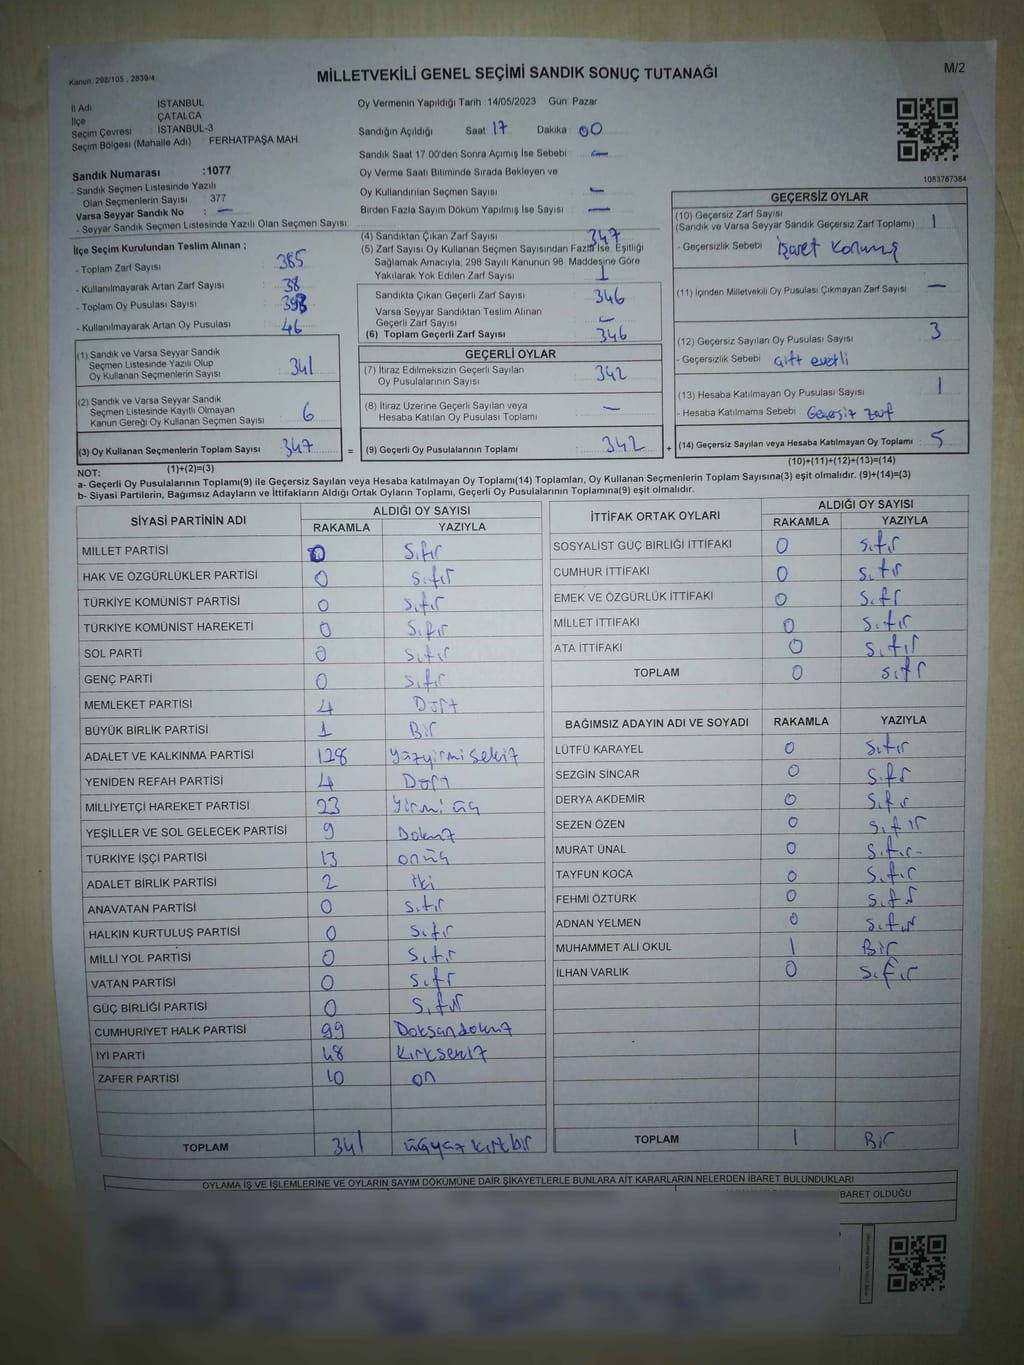 Kanun: 298/105 , 2839/4
MİLLETVEKİLİ GENEL SEÇİMİ SANDIK SONUÇ TUTANAĞI
M/2
İl Adı İSTANBUL
İlçe ÇATALCA
Seçim Çevresi İSTANBUL-3
Seçim Bölgesi (Mahalle Adı) FERHATPAŞA MAH.
Oy Vermenin Yapıldığı Tarih :14/05/2023 Gün: Pazar
Sandığın Açıldığı Saat 17 Dakika 00
Sandık Saat 17.00'den Sonra Açımış İse Sebebi —
Oy Verme Saati Bitiminde Sırada Bekleyen ve
Oy Kullandırılan Seçmen Sayısı —
Birden Fazla Sayım Döküm Yapılmış İse Sayısı —
1083787384
Sandık Numarası :1077
- Sandık Seçmen Listesinde Yazılı
Olan Seçmenlerin Sayısı 377
Varsa Seyyar Sandık No : —
- Seyyar Sandık Seçmen Listesinde Yazılı Olan Seçmen Sayısı
İlçe Seçim Kurulundan Teslim Alınan ;
- Toplam Zarf Sayısı 385
- Kullanılmayarak Artan Zarf Sayısı 38
- Toplam Oy Pusulası Sayısı 393
- Kullanılmayarak Artan Oy Pusulası 46
(4) Sandıktan Çıkan Zarf Sayısı 347
(5) Zarf Sayısı Oy Kullanan Seçmen Sayısından Fazla İse, Eşitliği
Sağlamak Amacıyla, 298 Sayılı Kanunun 98. Maddesine Göre
Yakılarak Yok Edilen Zarf Sayısı 1
Sandıkta Çıkan Geçerli Zarf Sayısı 346
Varsa Seyyar Sandıktan Teslim Alınan
Geçerli Zarf Sayısı —
(6) Toplam Geçerli Zarf Sayısı 346
GEÇERSİZ OYLAR
(10) Geçersiz Zarf Sayısı 1
(Sandık ve Varsa Seyyar Sandık Geçersiz Zarf Toplamı)
- Geçersizlik Sebebi İşaret Konmuş
(11) İçinden Milletvekili Oy Pusulası Çıkmayan Zarf Sayısı —
(12) Geçersiz Sayılan Oy Pusulası Sayısı 3
- Geçersizlik Sebebi Çift evetli
(13) Hesaba Katılmayan Oy Pusulası Sayısı 1
- Hesaba Katılmama Sebebi Geçersiz zarf
(14) Geçersiz Sayılan veya Hesaba Katılmayan Oy Toplamı 5
(10)+(11)+(12)+(13)=(14)
(1) Sandık ve Varsa Seyyar Sandık
Seçmen Listesinde Yazılı Olup
Oy Kullanan Seçmenlerin Sayısı 341
(2) Sandık ve Varsa Seyyar Sandık
Seçmen Listesinde Kayıtlı Olmayan
Kanun Gereği Oy Kullanan Seçmen Sayısı 6
(3) Oy Kullanan Seçmenlerin Toplam Sayısı 347 =
(1)+(2)=(3)
GEÇERLİ OYLAR
(7) İtiraz Edilmeksizin Geçerli Sayılan
Oy Pusulalarının Sayısı 342
(8) İtiraz Üzerine Geçerli Sayılan veya
Hesaba Katılan Oy Pusulası Toplamı —
(9) Geçerli Oy Pusulalarının Toplamı 342 +
NOT:
a- Geçerli Oy Pusulalarının Toplamı(9) ile Geçersiz Sayılan veya Hesaba katılmayan Oy Toplamı(14) Toplamları, Oy Kullanan Seçmenlerin Toplam Sayısına(3) eşit olmalıdır. (9)+(14)=(3)
b- Siyasi Partilerin, Bağımsız Adayların ve İttifakların Aldığı Ortak Oyların Toplamı, Geçerli Oy Pusulalarının Toplamına(9) eşit olmalıdır.
SİYASİ PARTİNİN ADI ALDIĞI OY SAYISI
RAKAMLA YAZIYLA
MİLLET PARTİSİ 0 Sıfır
HAK VE ÖZGÜRLÜKLER PARTİSİ 0 Sıfır
TÜRKİYE KOMÜNİST PARTİSİ 0 Sıfır
TÜRKİYE KOMÜNİST HAREKETİ 0 Sıfır
SOL PARTİ 0 Sıfır
GENÇ PARTİ 0 Sıfır
MEMLEKET PARTİSİ 4 Dört
BÜYÜK BİRLİK PARTİSİ 1 Bir
ADALET VE KALKINMA PARTİSİ 128 yüzyirmi sekiz
YENİDEN REFAH PARTİSİ 4 Dört
MİLLİYETÇİ HAREKET PARTİSİ 23 Yirmi üç
YEŞİLLER VE SOL GELECEK PARTİSİ 9 Dokuz
TÜRKİYE İŞÇİ PARTİSİ 13 onüç
ADALET BİRLİK PARTİSİ 2 İki
ANAVATAN PARTİSİ 0 Sıfır
HALKIN KURTULUŞ PARTİSİ 0 Sıfır
MİLLİ YOL PARTİSİ 0 Sıfır
VATAN PARTİSİ 0 Sıfır
GÜÇ BİRLİĞİ PARTİSİ 0 Sıfır
CUMHURİYET HALK PARTİSİ 99 Doksandokuz
İYİ PARTİ 48 Kırksekiz
ZAFER PARTİSİ 10 on
TOPLAM 341 üçyüz kırk bir
İTTİFAK ORTAK OYLARI ALDIĞI OY SAYISI
RAKAMLA YAZIYLA
SOSYALİST GÜÇ BİRLİĞİ İTTİFAKI 0 Sıfır
CUMHUR İTTİFAKI 0 Sıfır
EMEK VE ÖZGÜRLÜK İTTİFAKI 0 Sıfır
MİLLET İTTİFAKI 0 Sıfır
ATA İTTİFAKI 0 Sıfır
TOPLAM 0 Sıfır
BAĞIMSIZ ADAYIN ADI VE SOYADI RAKAMLA YAZIYLA
LÜTFÜ KARAYEL 0 Sıfır
SEZGİN SİNCAR 0 Sıfır
DERYA AKDEMİR 0 Sıfır
SEZEN ÖZEN 0 Sıfır
MURAT ÜNAL 0 Sıfır
TAYFUN KOCA 0 Sıfır
FEHMİ ÖZTÜRK 0 Sıfır
ADNAN YELMEN 0 Sıfır
MUHAMMET ALİ OKUL 1 Bir
İLHAN VARLIK 0 Sıfır
TOPLAM 1 Bir
OYLAMA İŞ VE İŞLEMLERİNE VE OYLARIN SAYIM DÖKÜMÜNE DAİR ŞİKAYETLERLE BUNLARA AİT KARARLARIN NELERDEN İBARET BULUNDUKLARI
BARET OLDUĞU